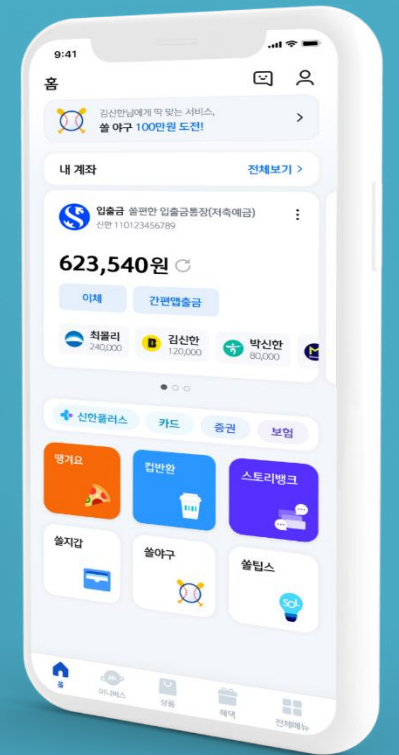 9:41
홈
김신한님에게 딱 맞는 서비스,
쏠 야구 100만원 도전!
내 계좌
전체보기 >
입출금 쏠편한 입출금통장(저축예금)
신한 110123456789
623,540원
이체
간편앱출금
최몰리
240,000
김신한
120,000
박신한
80,000
신한플러스
카드
증권
보험
땡겨요
컵반환
스토리뱅크
쏠지갑
쏠야구
쏠팁스
sol
홈
유니버스
상품
혜택
전체메뉴